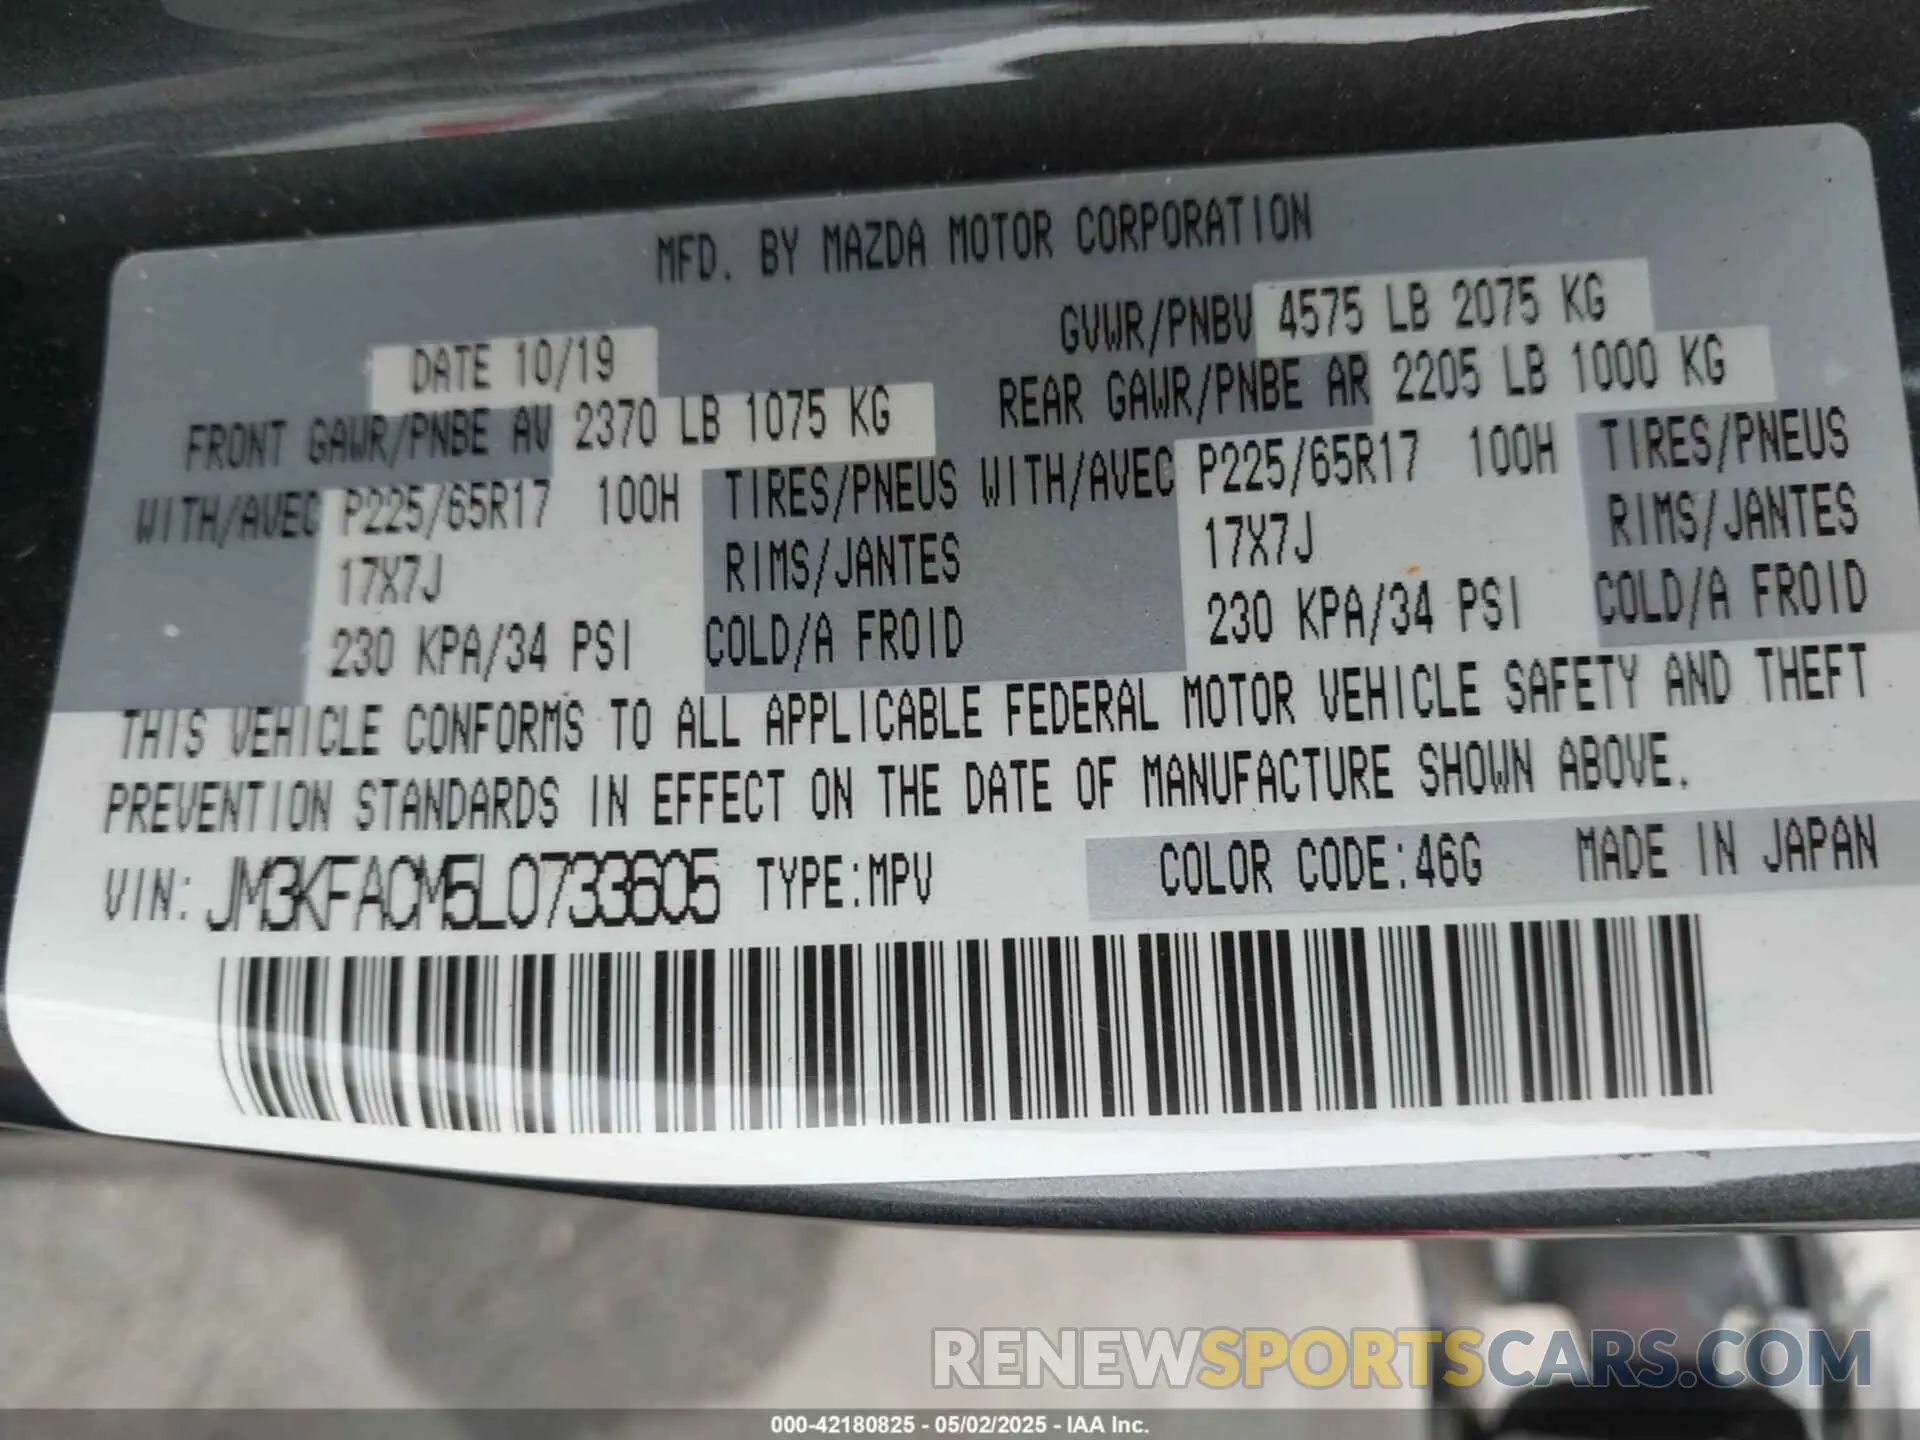 MFD. BY MAZDA MOTOR CORPORATION
DATE 10/19 GVWR/PNBV 4575 LB 2075 KG
FRONT GAWR/PNBE AV 2370 LB 1075 KG REAR GAWR/PNBE AR 2205 LB 1000 KG
WITH/AVEC P225/65R17 100H TIRES/PNEUS WITH/AVEC P225/65R17 100H TIRES/PNEUS
17X7J RIMS/JANTES 17X7J RIMS/JANTES
230 KPA/34 PSI COLD/A FROID 230 KPA/34 PSI COLD/A FROID
THIS VEHICLE CONFORMS TO ALL APPLICABLE FEDERAL MOTOR VEHICLE SAFETY AND THEFT
PREVENTION STANDARDS IN EFFECT ON THE DATE OF MANUFACTURE SHOWN ABOVE.
VIN: JM3KFACM5L0733605 TYPE:MPV COLOR CODE:46G MADE IN JAPAN
RENEWSPORTSCARS.COM
000-42180825 - 05/02/2025 - IAA Inc.